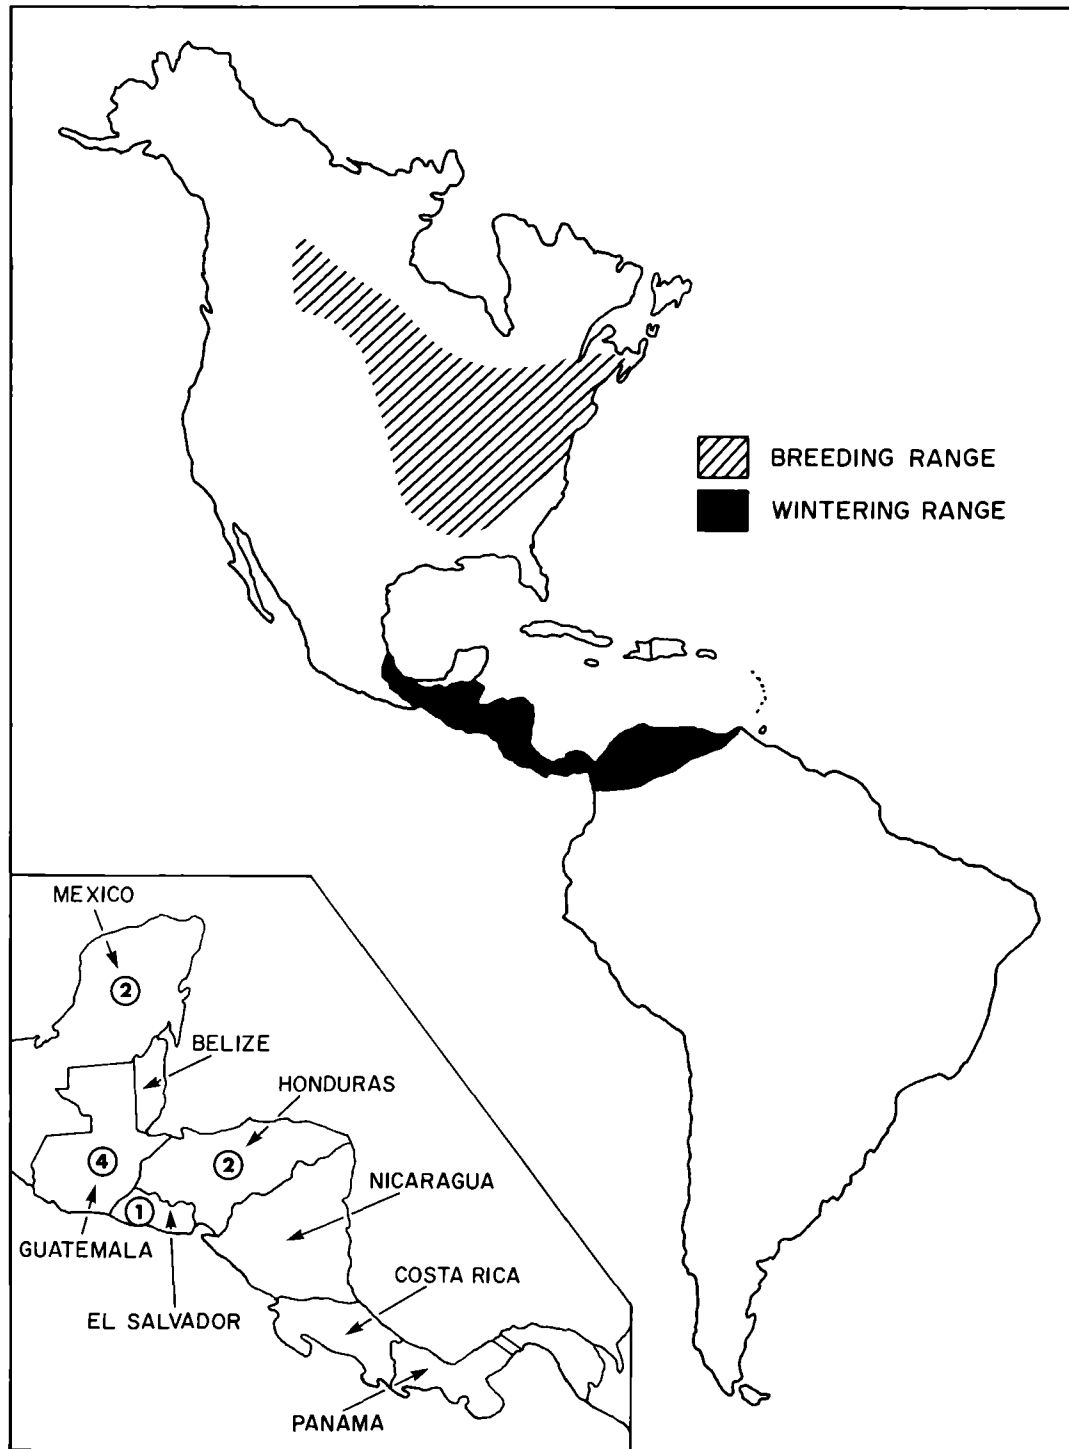 BREEDING RANGE
WINTERING RANGE
MEXICO
2
BELIZE
HONDURAS
4
2
NICARAGUA
1
GUATEMALA
COSTA RICA
EL SALVADOR
PANAMA